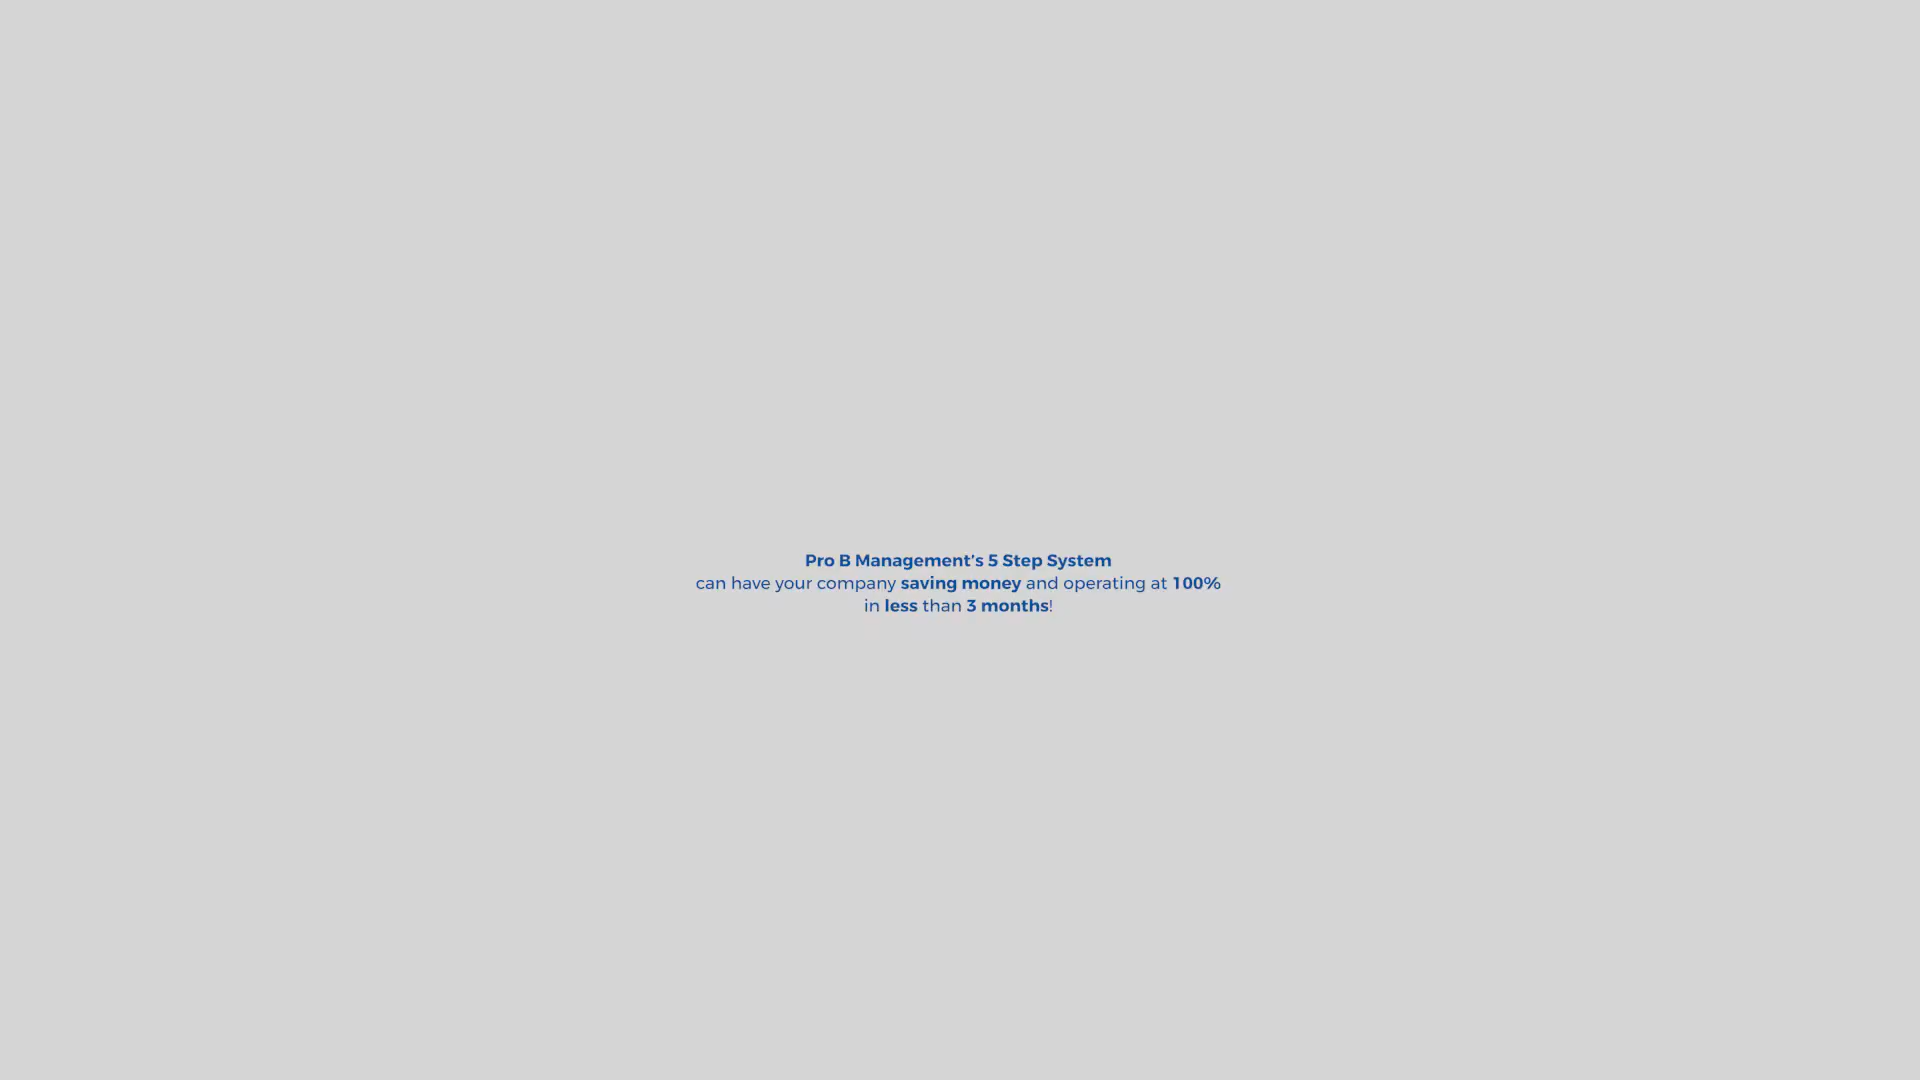 Pro B Management's 5 Step System
can have your company saving money and operating at 100%
in less than 3 months!